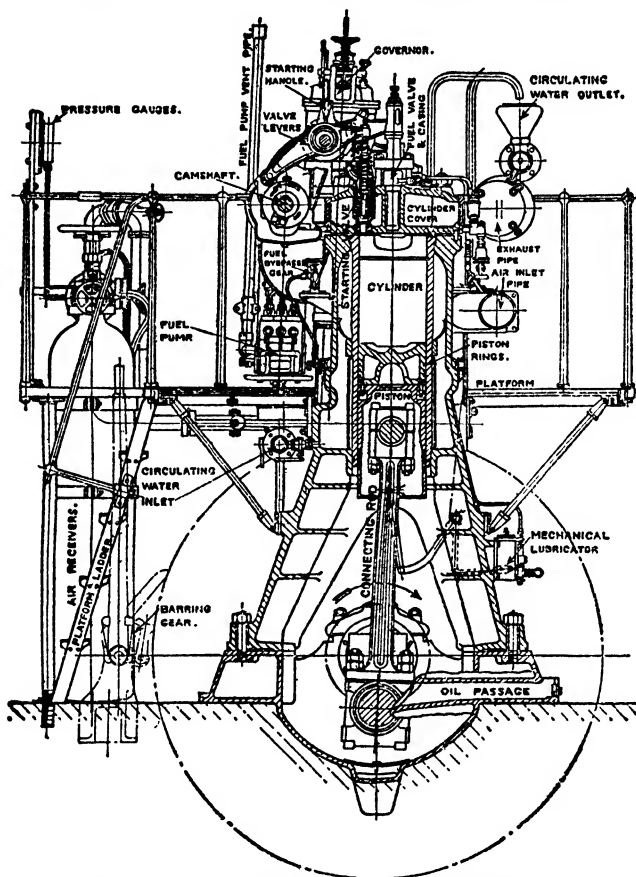 GOVERNOR.
STARTING
HANDLE.
FUEL PUMP VENT PIPE.
PRESSURE GAUGES.
VALVE
LEVERS
FUEL VALVE
& CASING
CIRCULATING
WATER OUTLET.
CAMSHAFT.
CYLINDER
COVER
STARTING VALVE
FUEL
BYPASS
GEAR
CYLINDER
EXHAUST
PIPE
AIR INLET
PIPE
FUEL
PUMP
PISTON
RINGS.
PISTON
PLATFORM
CIRCULATING
WATER
INLET
CONNECTING ROD
MECHANICAL
LUBRICATOR
AIR RECEIVERS.
PLATFORM LADDER
BARRING
GEAR.
OIL PASSAGE